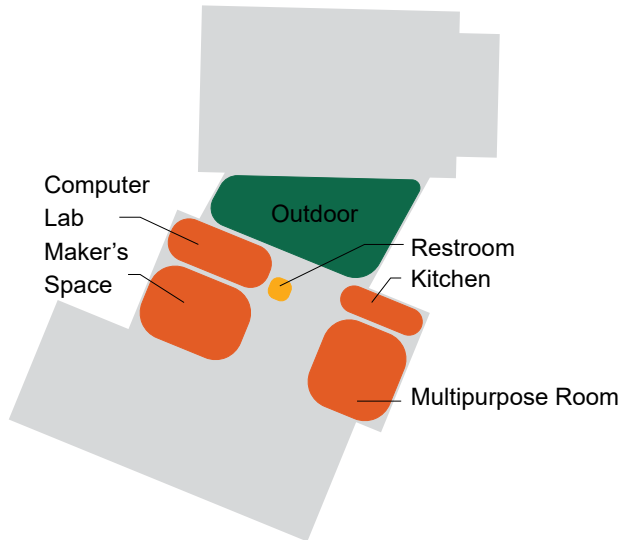 Computer
Lab
Maker’s
Space
Outdoor
Restroom
Kitchen
Multipurpose Room